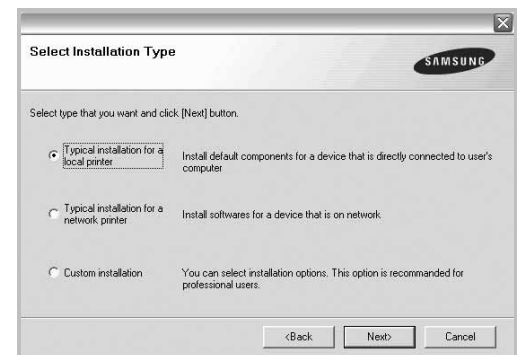 Select Installation Type
SAMSUNG
Select type that you want and click [Next] button.
Typical installation for a
local printer
Install default components for a device that is directly connected to user's
computer
Typical installation for a
network printer
Install softwares for a device that is on network
Custom installation
You can select installation options. This option is recommanded for
professional users.
<Back
Next>
Cancel